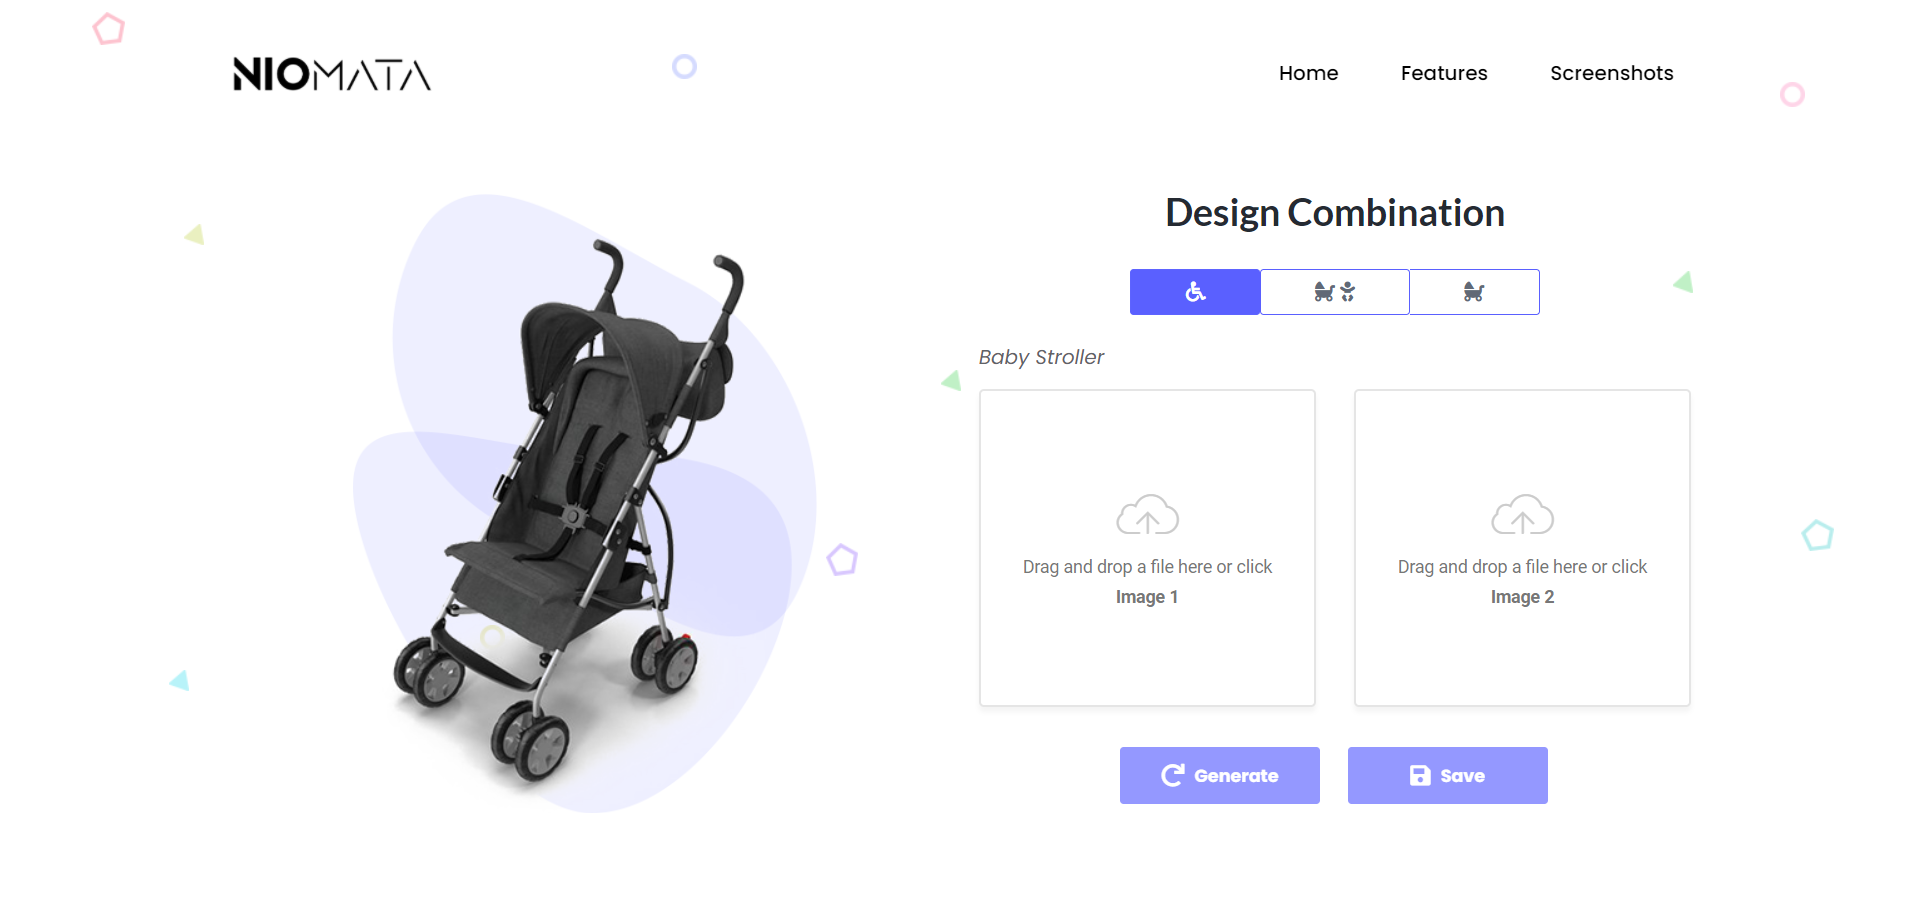 NIOMATA
Home Features Screenshots
Design Combination
Baby Stroller
Drag and drop a file here or click
Image 1
Drag and drop a file here or click
Image 2
Generate
Save